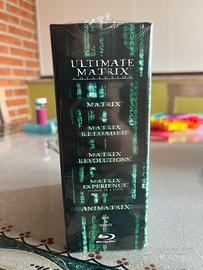 ULTIMATE
MATRIX
COLLECTION
MATRIX
MATRIX
RELOADED
MATRIX
REVOLUTIONS
MATRIX
EXPERIENCE
ANIMATRIX